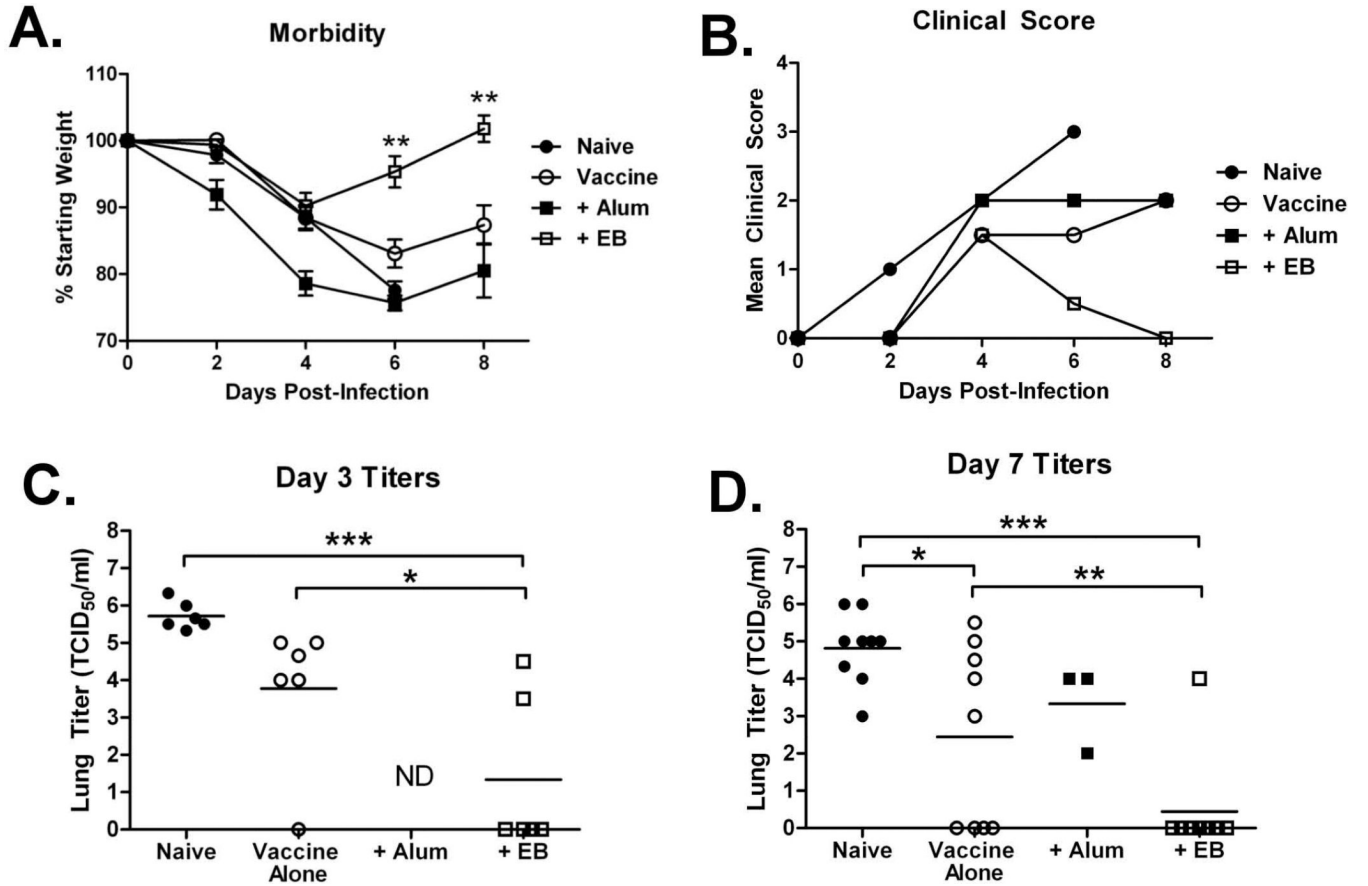 A.
Morbidity
110
100
90
80
70
% Starting Weight
**
**
0
2
4
6
8
Days Post-Infection
Naive
Vaccine
+ Alum
+ EB
B.
Clinical Score
4
3
2
1
0
Mean Clinical Score
0
2
4
6
8
Days Post-Infection
Naive
Vaccine
+ Alum
+ EB
C.
Day 3 Titers
8
7
6
5
4
3
2
1
0
Lung Titer (TCID50/ml)
***
*
ND
Naive
Vaccine
Alone
+ Alum
+ EB
D.
Day 7 Titers
8
7
6
5
4
3
2
1
0
Lung Titer (TCID50/ml)
***
*
**
Naive
Vaccine
Alone
+ Alum
+ EB